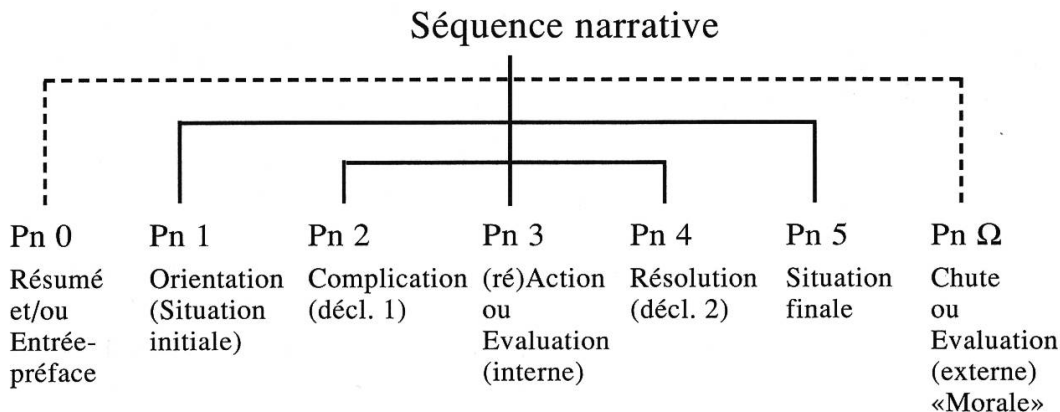 Séquence narrative
Pn 0 Pn 1 Pn 2 Pn 3 Pn 4 Pn 5 Pn Ω
Résumé Orientation Complication (ré)Action Résolution Situation Chute
et/ou (Situation (décl. 1) ou (décl. 2) finale ou
Entrée- initiale) Evaluation Evaluation
préface (interne) (externe)
«Morale»